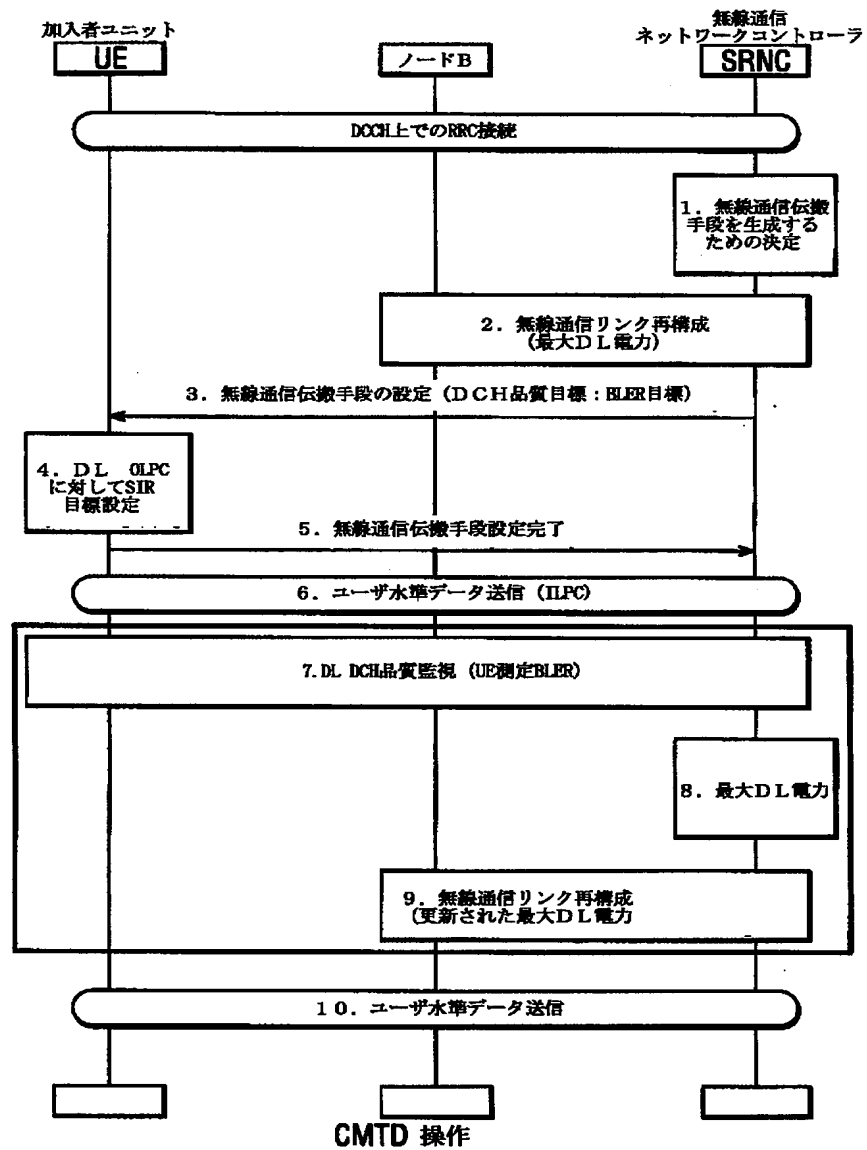 加入者ユニット
UE
ノードB
無線通信
ネットワークコントローラ
SRNC
DCCH上でのRRC接続
1．無線通信伝搬
手段を生成する
ための決定
2．無線通信リンク再構成
(最大DL電力)
3．無線通信伝搬手段の設定（DCH品質目標：BLER目標）
4．DL OLPC
に対してSIR
目標設定
5．無線通信伝搬手段設定完了
6．ユーザ水準データ送信（ILPC）
7.DL DCH品質監視（UE測定BLER）
8．最大DL電力
9．無線通信リンク再構成
(更新された最大DL電力
10．ユーザ水準データ送信
CMTD 操作